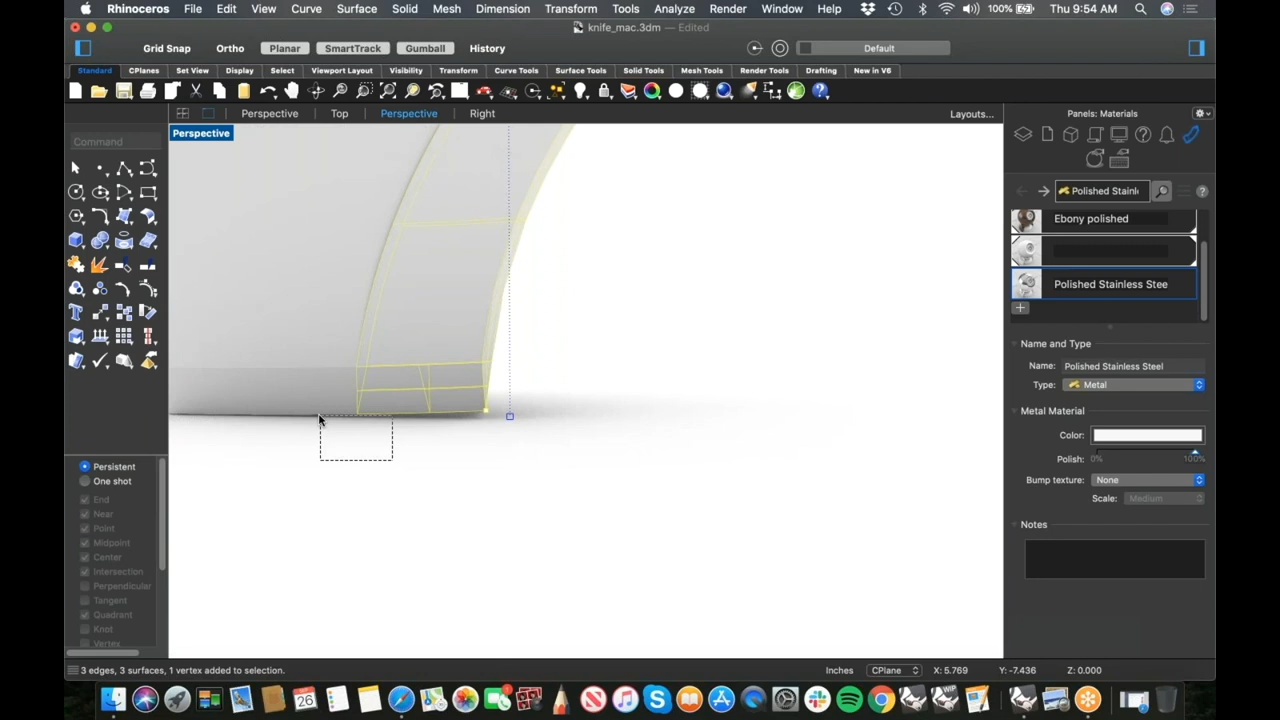 Rhinoceros File Edit View Curve Surface Solid Mesh Dimension Transform Tools Analyze Render Window Help 100% Thu 9:54 AM
knife_mac.3dm — Edited
Grid Snap Ortho Planar SmartTrack Gumball History Default
Standard CPlanes Set View Display Select Viewport Layout Visibility Transform Curve Tools Surface Tools Solid Tools Mesh Tools Render Tools Drafting New in V6
Perspective Top Perspective Right Layouts... Panels: Materials
Perspective
Command
Polished Stainl
Ebony polished
Polished Stainless Stee
Name and Type
Name: Polished Stainless Steel
Type: Metal
Metal Material
Color:
Polish: 0% 100%
Bump texture: None
Scale: Medium
Notes
Persistent
One shot
End
Near
Point
Midpoint
Center
Intersection
Perpendicular
Tangent
Quadrant
Knot
Vertex
3 edges, 3 surfaces, 1 vertex added to selection. Inches CPlane X: 5.769 Y: -7.436 Z: 0.000
26